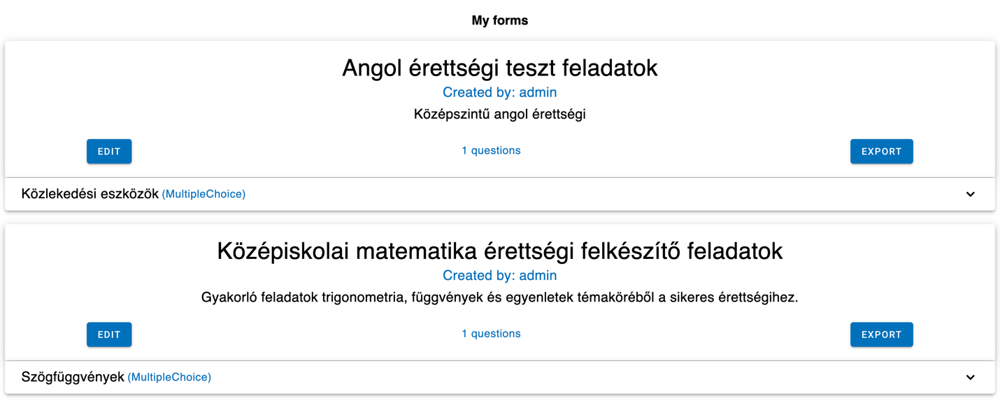 My forms
Angol érettségi teszt feladatok
Created by: admin
Középszintű angol érettségi
EDIT 1 questions EXPORT
Közlekedési eszközök (MultipleChoice)
Középiskolai matematika érettségi felkészítő feladatok
Created by: admin
Gyakorló feladatok trigonometria, függvények és egyenletek témaköréből a sikeres érettségihez.
EDIT 1 questions EXPORT
Szögfüggvények (MultipleChoice)